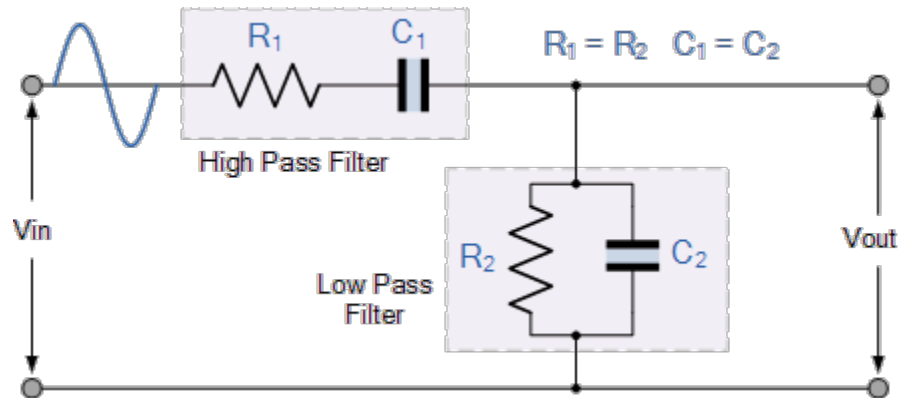 R₁ C₁ R₁ = R₂ C₁ = C₂
High Pass Filter
Vin
R₂ C₂
Vout
Low Pass
Filter